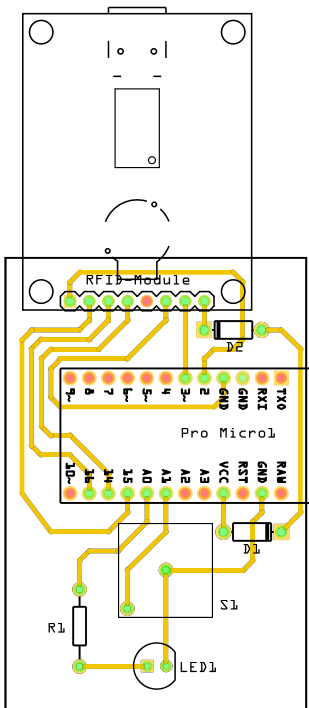 RFID-Module
D2
9~ 8 7 6~ 5~ 4 3~ 2 GND GND RXI TXO
Pro Micro1
10~ 16 14 15 A0 A1 A2 A3 VCC RST GND RAW
D1
S1
R1
LED1